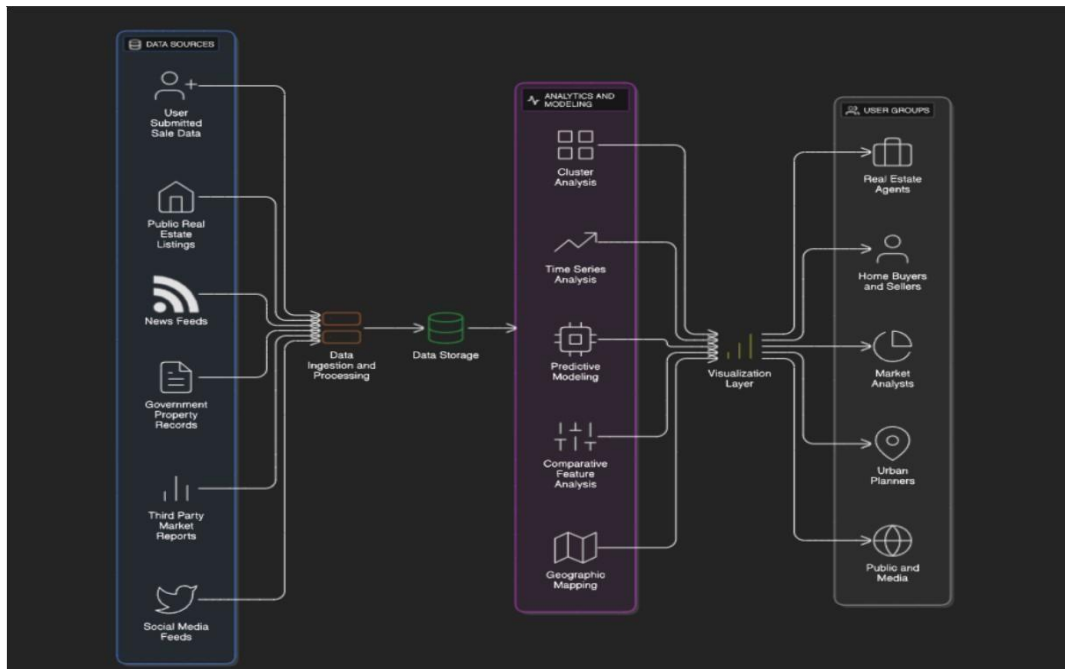 DATA SOURCES
User
Submitted
Sale Data
Public Real
Estate
Listings
News Feeds
Government
Property
Records
Third Party
Market
Reports
Social Media
Feeds
Data
Ingestion and
Processing
Data Storage
ANALYTICS AND
MODELING
Cluster
Analysis
Time Series
Analysis
Predictive
Modeling
Comparative
Feature
Analysis
Geographic
Mapping
Visualization
Layer
USER GROUPS
Real Estate
Agents
Home Buyers
and Sellers
Market
Analysts
Urban
Planners
Public and
Media